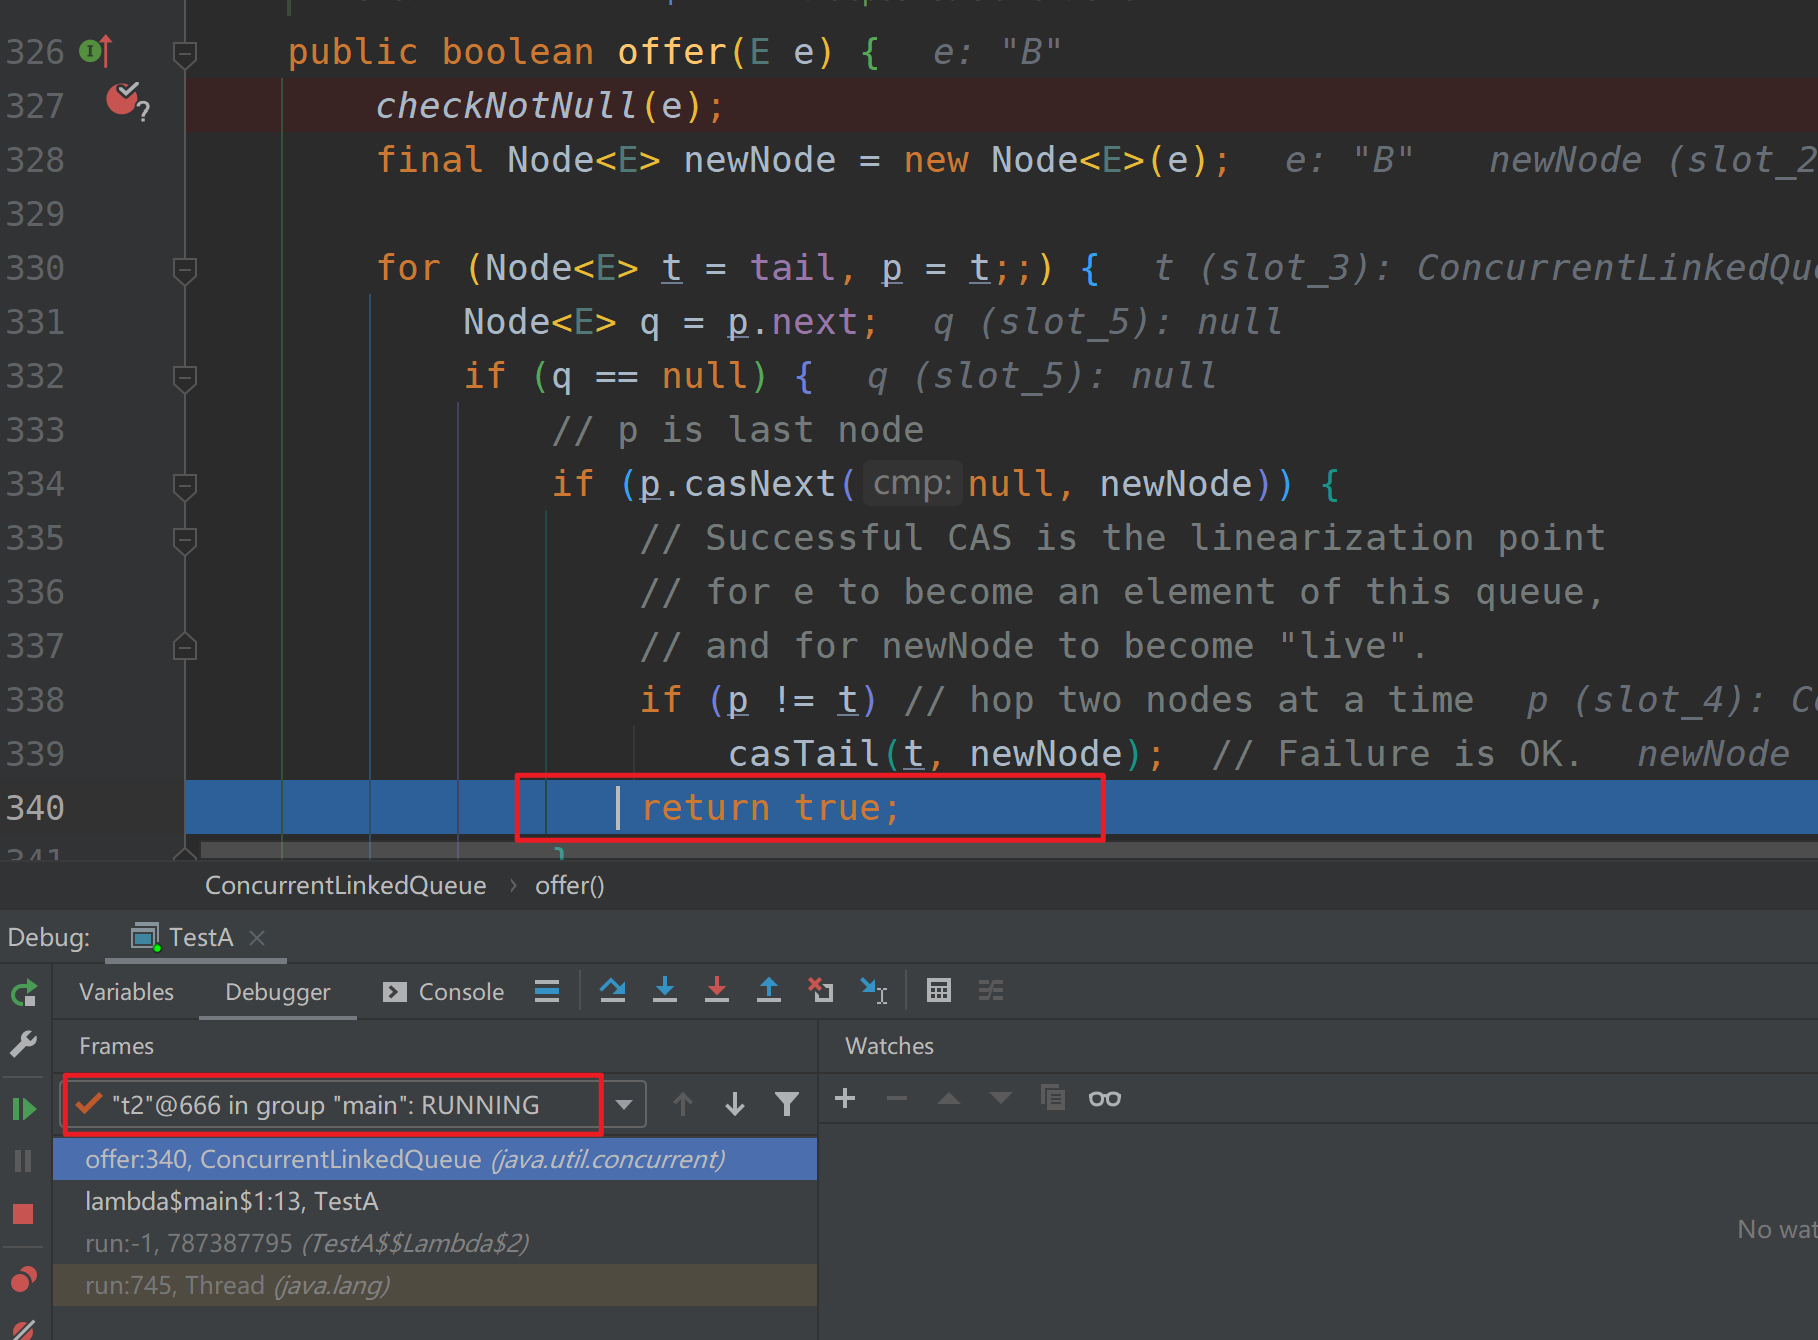 326 public boolean offer(E e) { e: "B"
327 ? checkNotNull(e);
328 final Node<E> newNode = new Node<E>(e); e: "B" newNode (slot_2
329
330 for (Node<E> t = tail, p = t;;) { t (slot_3): ConcurrentLinkedQu
331 Node<E> q = p.next; q (slot_5): null
332 if (q == null) { q (slot_5): null
333 // p is last node
334 if (p.casNext( cmp: null, newNode)) {
335 // Successful CAS is the linearization point
336 // for e to become an element of this queue,
337 // and for newNode to become "live".
338 if (p != t) // hop two nodes at a time p (slot_4): Co
339 casTail(t, newNode); // Failure is OK. newNode
340 return true;
341 }
ConcurrentLinkedQueue › offer()
Debug: TestA
Variables Debugger Console
Frames Watches
"t2"@666 in group "main": RUNNING
offer:340, ConcurrentLinkedQueue (java.util.concurrent)
lambda$main$1:13, TestA
No wat
run:-1, 787387795 (TestA$$Lambda$2)
run:745, Thread (java.lang)